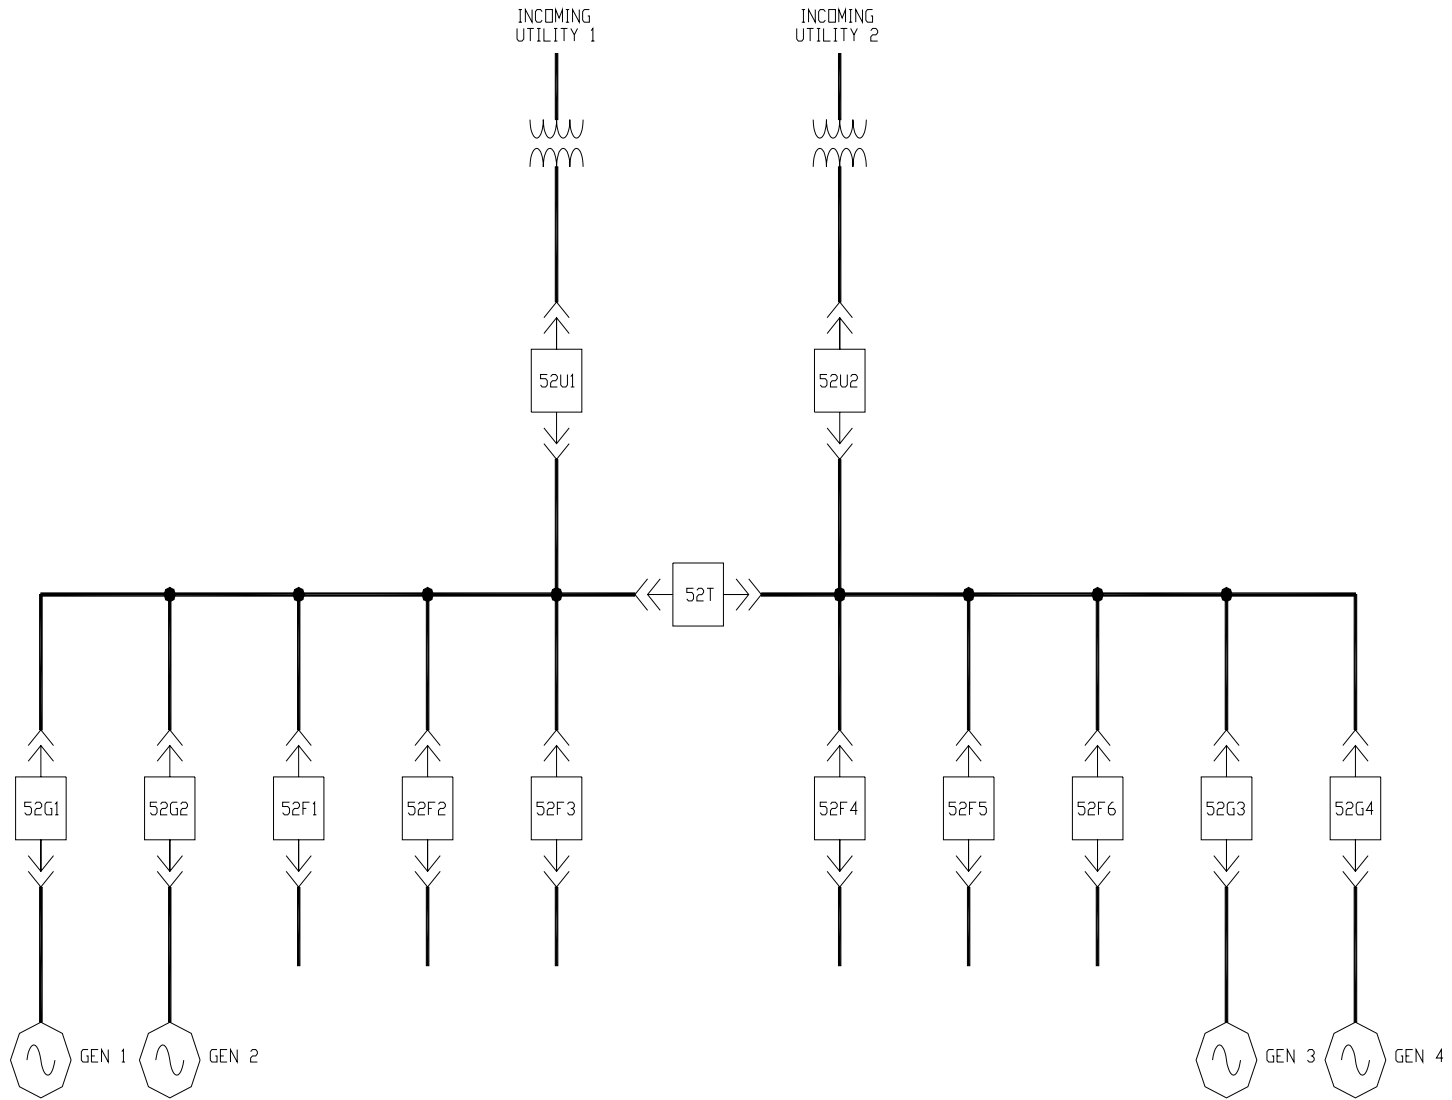 INCOMING
UTILITY 1
INCOMING
UTILITY 2
52U1
52U2
52T
52G1
52G2
52F1
52F2
52F3
52F4
52F5
52F6
52G3
52G4
GEN 1
GEN 2
GEN 3
GEN 4